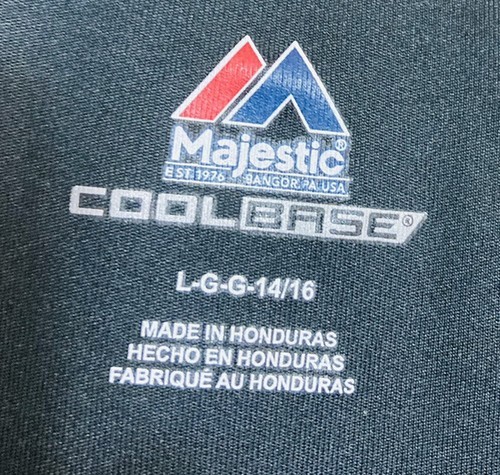 Majestic®
EST. 1976 BANGOR, PA USA
COOLBASE®
L-G-G-14/16
MADE IN HONDURAS
HECHO EN HONDURAS
FABRIQUÉ AU HONDURAS